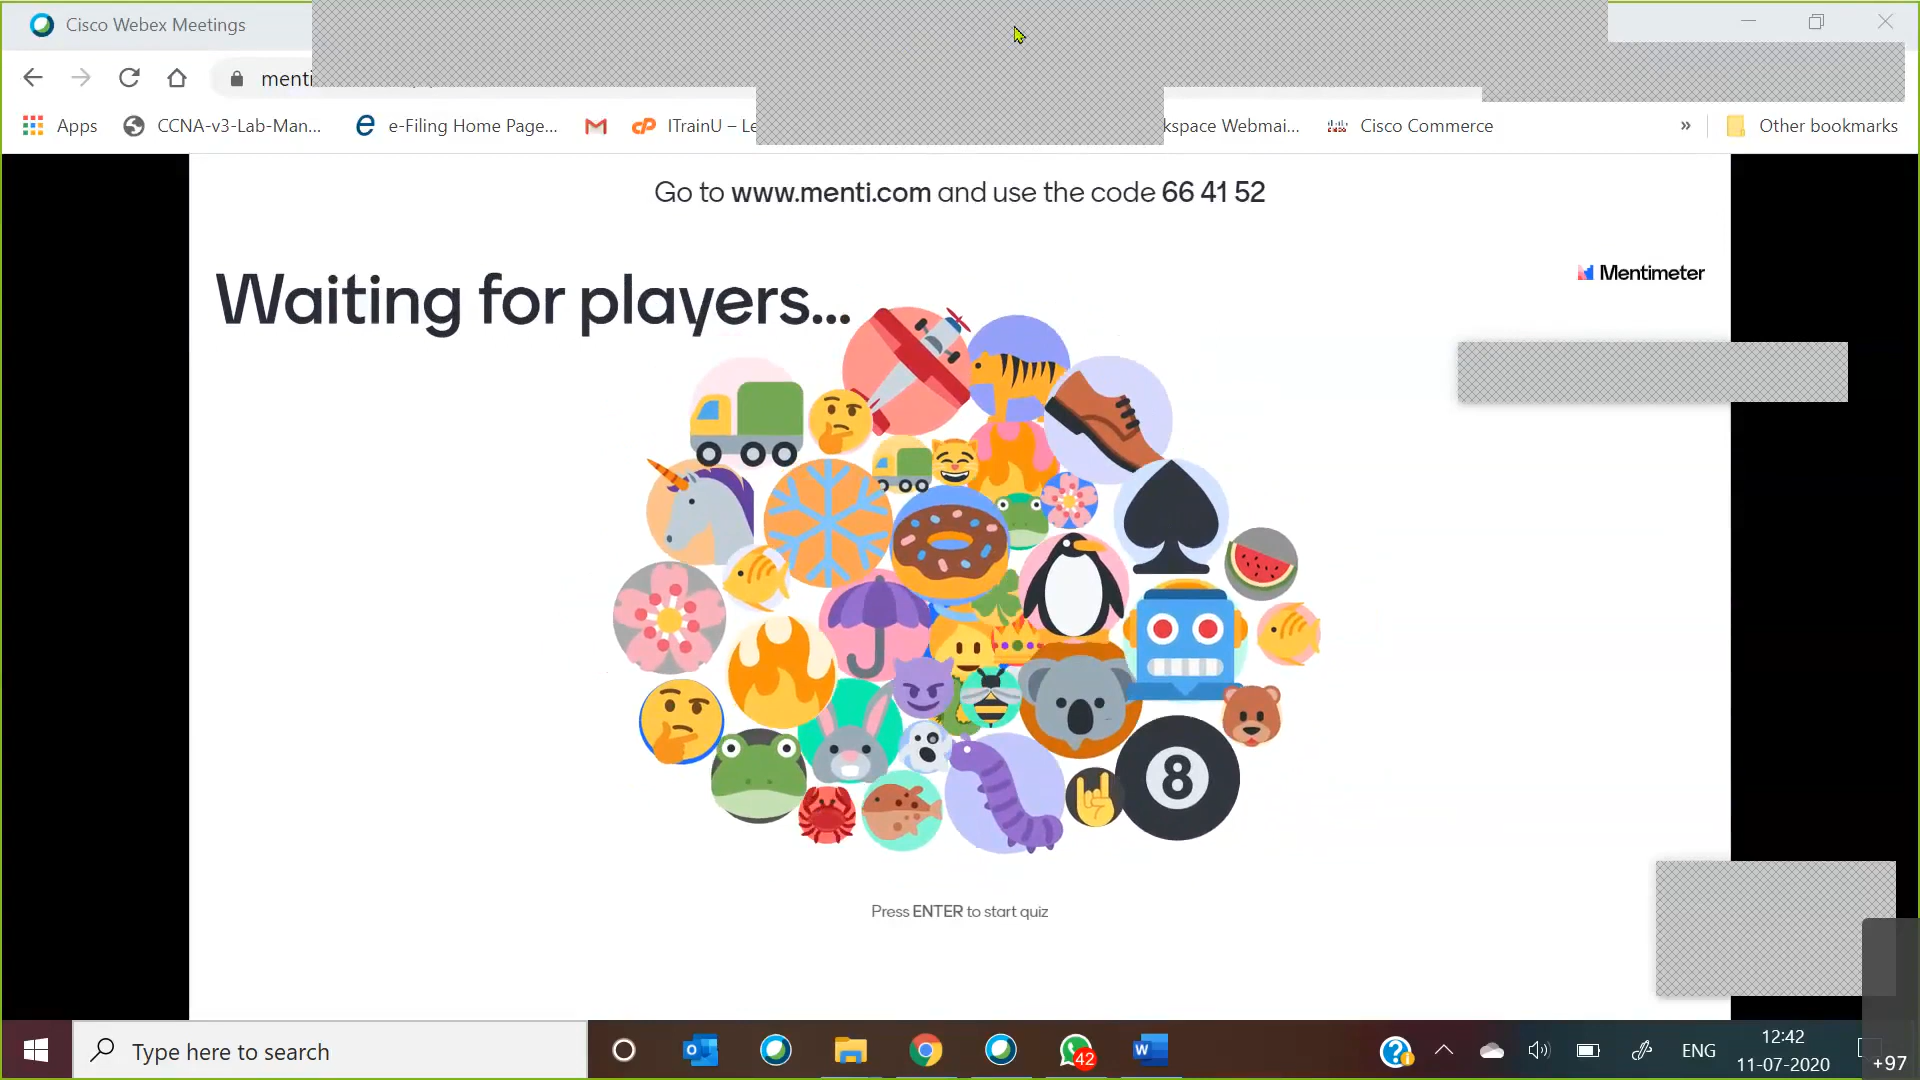 Cisco Webex Meetings
menti
Apps
CCNA-v3-Lab-Man...
e-Filing Home Page...
ITrainU – Le
kspace Webmai...
Cisco Commerce
»
Other bookmarks
Go to www.menti.com and use the code 66 41 52
Waiting for players...
Mentimeter
8
Press ENTER to start quiz
Type here to search
42
ENG
12:42
11-07-2020
+97